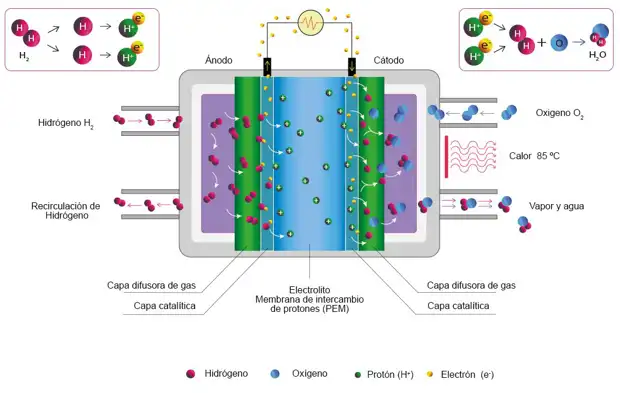 H
H
H₂
H
H
e⁻
H⁺
e⁻
H⁺
e⁻
H⁺
e⁻
H⁺
H
H
+
O
H
H
H₂O
Ánodo
Cátodo
Hidrógeno H₂
Oxigeno O₂
Calor 85 ºC
Recirculación de
Hidrógeno
Vapor y agua
Capa difusora de gas
Capa catalítica
Electrolito
Membrana de intercambio
de protones (PEM)
Capa difusora de gas
Capa catalítica
Hidrógeno
Oxígeno
Protón (H⁺)
Electrón (e⁻)